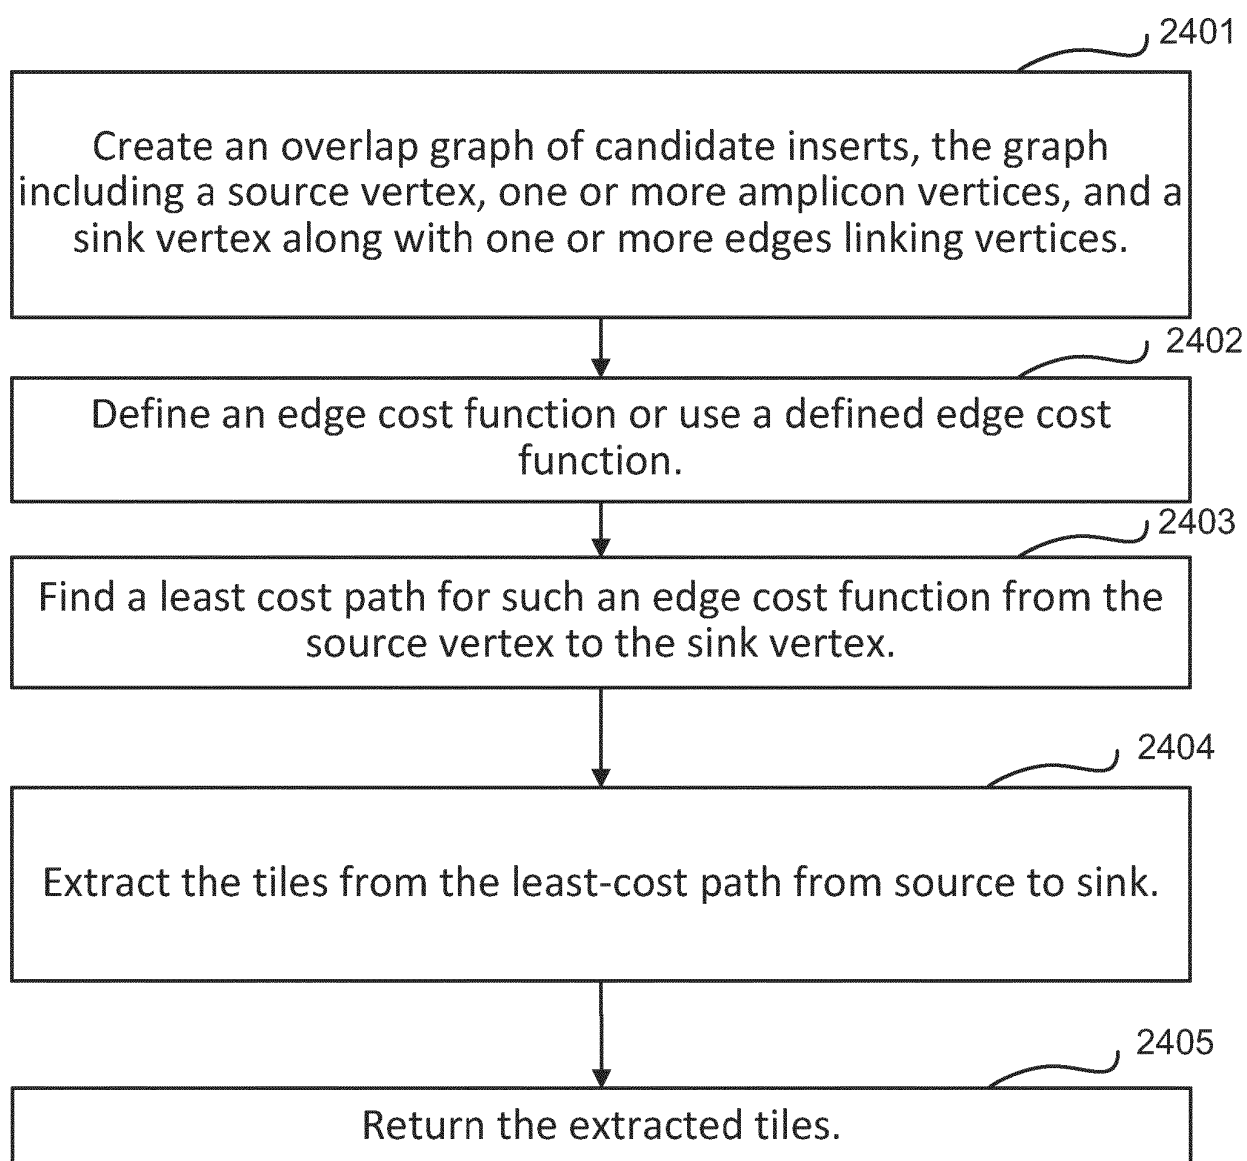 2401
Create an overlap graph of candidate inserts, the graph
including a source vertex, one or more amplicon vertices, and a
sink vertex along with one or more edges linking vertices.
2402
Define an edge cost function or use a defined edge cost
function.
2403
Find a least cost path for such an edge cost function from the
source vertex to the sink vertex.
2404
Extract the tiles from the least-cost path from source to sink.
2405
Return the extracted tiles.